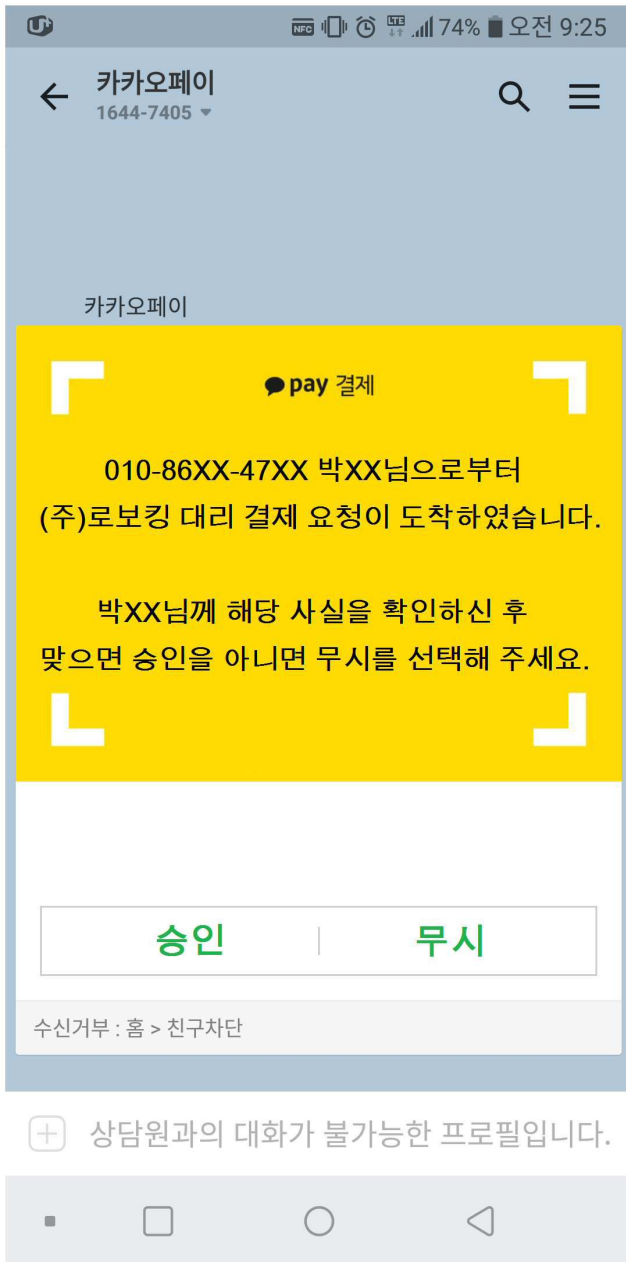 NFC LTE 74% 오전 9:25
카카오페이
1644-7405
카카오페이
pay 결제
010-86XX-47XX 박XX님으로부터
(주)로보킹 대리 결제 요청이 도착하였습니다.
박XX님께 해당 사실을 확인하신 후
맞으면 승인을 아니면 무시를 선택해 주세요.
승인 | 무시
수신거부 : 홈 > 친구차단
상담원과의 대화가 불가능한 프로필입니다.